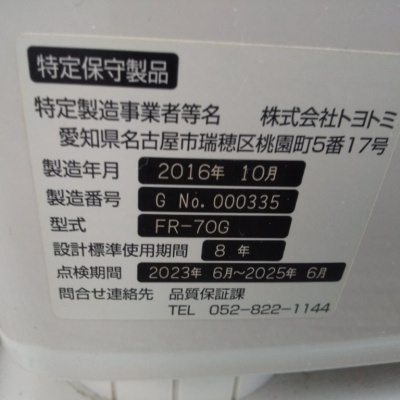 特定保守製品
特定製造事業者等名 株式会社トヨトミ
愛知県名古屋市瑞穂区桃園町5番17号
製造年月 2016年 10月
製造番号 G No.000335
型式 FR-70G
設計標準使用期間 8 年
点検期間 2023年 6月~2025年 6月
問合せ連絡先 品質保証課
TEL 052-822-1144